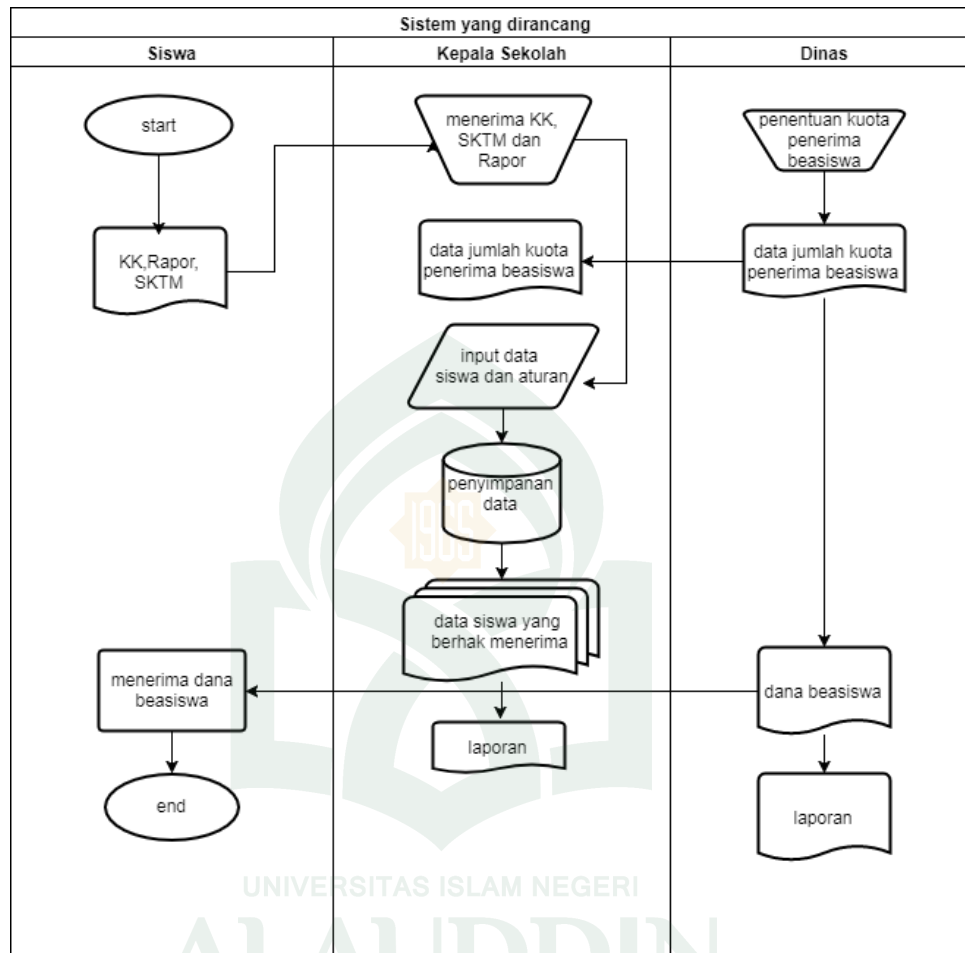 Sistem yang dirancang
Siswa
Kepala Sekolah
Dinas
start
KK,Rapor,
SKTM
menerima KK,
SKTM dan
Rapor
penentuan kuota
penerima
beasiswa
data jumlah kuota
penerima beasiswa
data jumlah kuota
penerima beasiswa
input data
siswa dan aturan
penyimpanan
data
1965
data siswa yang
berhak menerima
menerima dana
beasiswa
dana beasiswa
laporan
end
laporan
UNIVERSITAS ISLAM NEGERI
ALAUDDIN